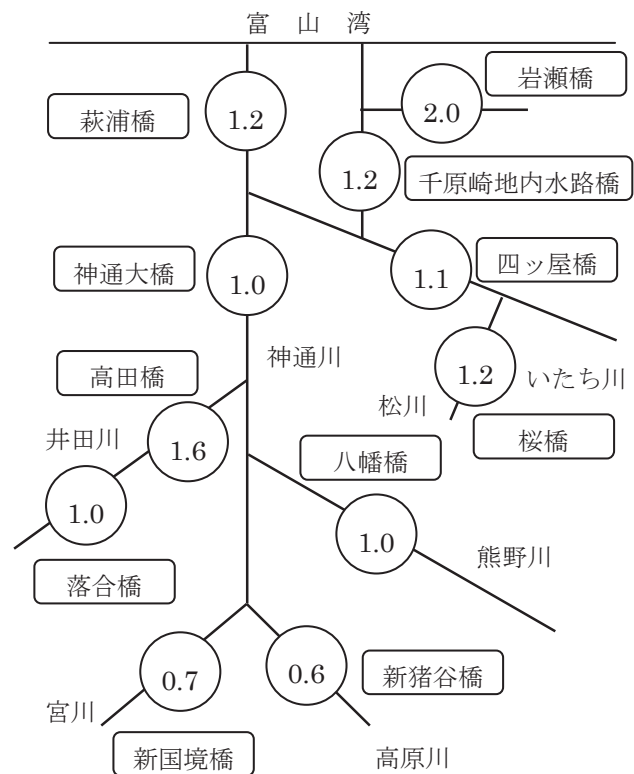 富 山 湾
岩瀬橋
2.0
萩浦橋
1.2
1.2
千原崎地内水路橋
神通大橋
1.0
四ッ屋橋
1.1
神通川
高田橋
1.2
いたち川
松川
桜橋
井田川
1.6
八幡橋
1.0
1.0
熊野川
落合橋
0.7
0.6
新猪谷橋
宮川
新国境橋
高原川